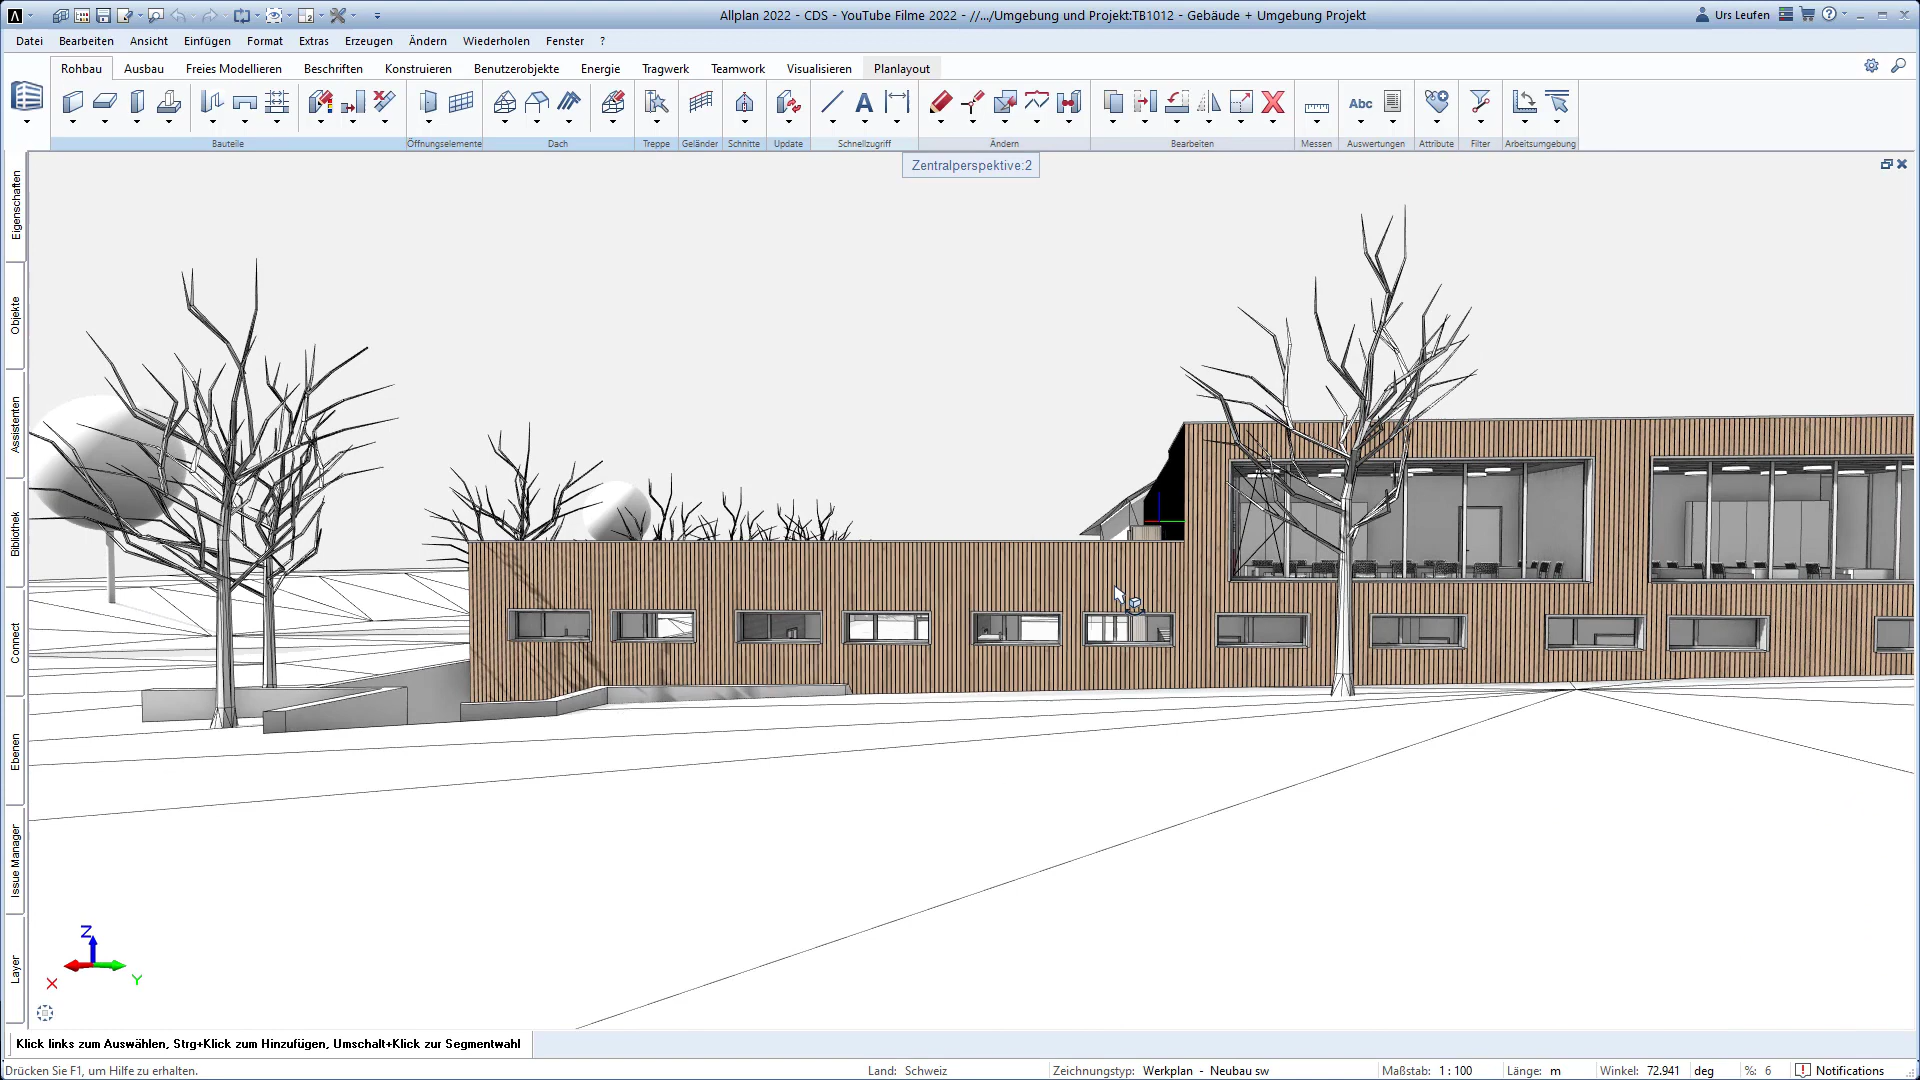 Allplan 2022 - CDS - YouTube Filme 2022 - //.../Umgebung und Projekt:TB1012 - Gebäude + Umgebung Projekt
Urs Leufen
Datei Bearbeiten Ansicht Einfügen Format Extras Erzeugen Ändern Wiederholen Fenster ?
Rohbau Ausbau Freies Modellieren Beschriften Konstruieren Benutzerobjekte Energie Tragwerk Teamwork Visualisieren Planlayout
Abc
Bauteile Öffnungselemente Dach Treppe Geländer Schnitte Update Schnellzugriff Ändern Bearbeiten Messen Auswertungen Attribute Filter Arbeitsumgebung
Zentralperspektive:2
Eigenschaften
Objekte
Assistenten
Bibliothek
Connect
Ebenen
Issue Manager
Layer
Z
X
Y
Klick links zum Auswählen, Strg+Klick zum Hinzufügen, Umschalt+Klick zur Segmentwahl
Drücken Sie F1, um Hilfe zu erhalten. Land: Schweiz Zeichnungstyp: Werkplan - Neubau sw Maßstab: 1 : 100 Länge: m Winkel: 72.941 deg %: 6 Notifications